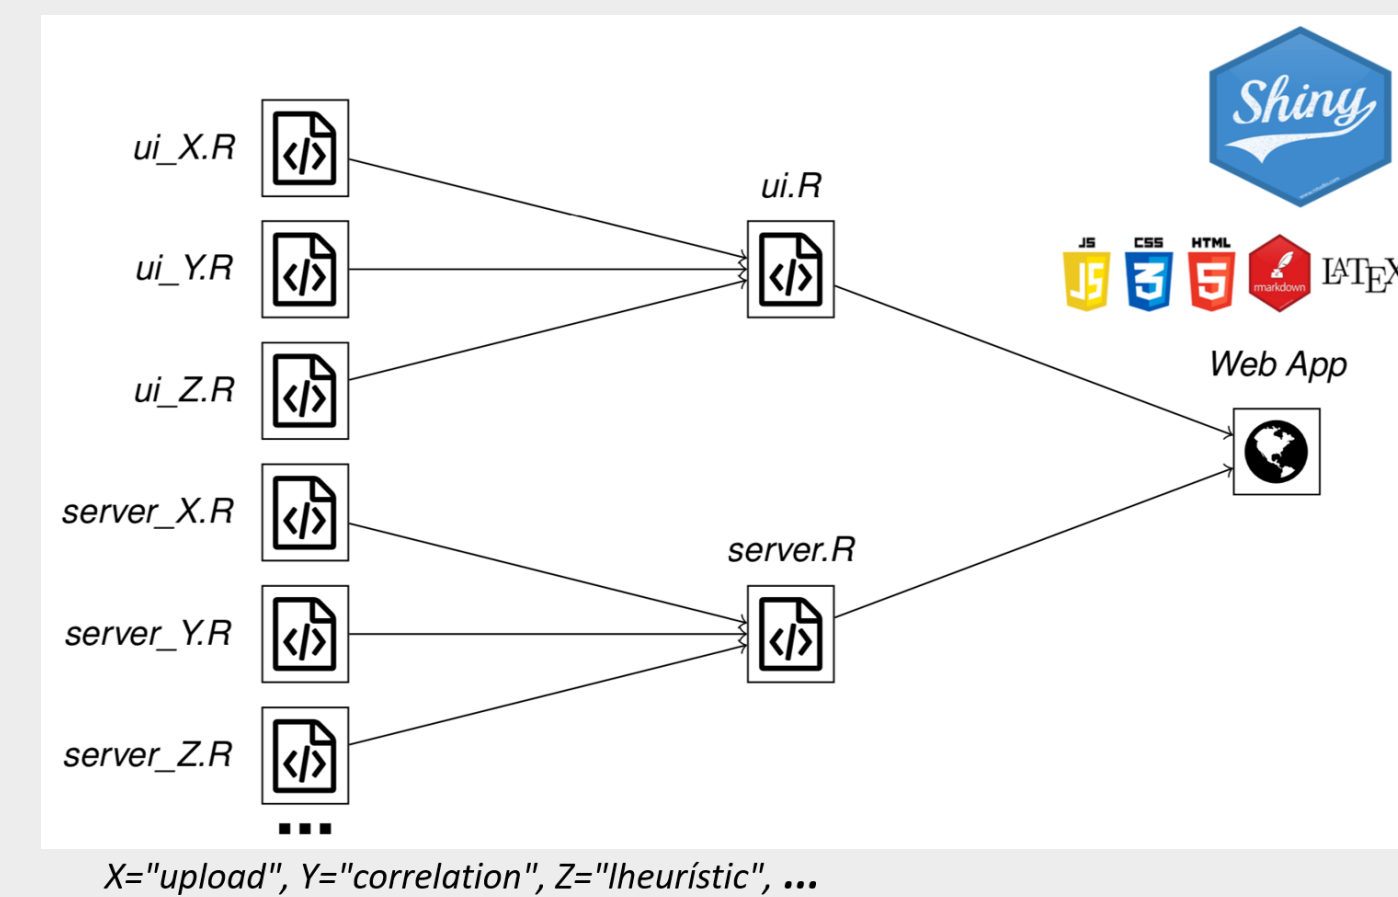 Shiny
ui_X.R
ui.R
JS
CSS
HTML
ui_Y.R
rmarkdown
LATEX
Web App
ui_Z.R
server_X.R
server.R
server_Y.R
server_Z.R
...
X="upload", Y="correlation", Z="lheurístic", ...